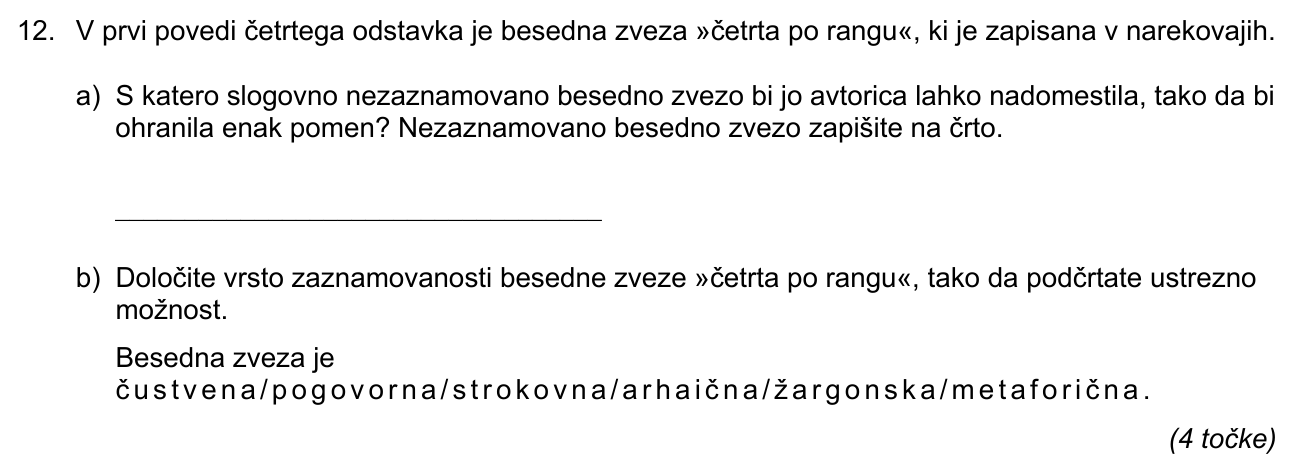 12. V prvi povedi četrtega odstavka je besedna zveza »četrta po rangu«, ki je zapisana v narekovajih.
a) S katero slogovno nezaznamovano besedno zvezo bi jo avtorica lahko nadomestila, tako da bi
ohranila enak pomen? Nezaznamovano besedno zvezo zapišite na črto.
b) Določite vrsto zaznamovanosti besedne zveze »četrta po rangu«, tako da podčrtate ustrezno
možnost.
Besedna zveza je
čustvena/pogovorna/strokovna/arhaična/žargonska/metaforična.
(4 točke)